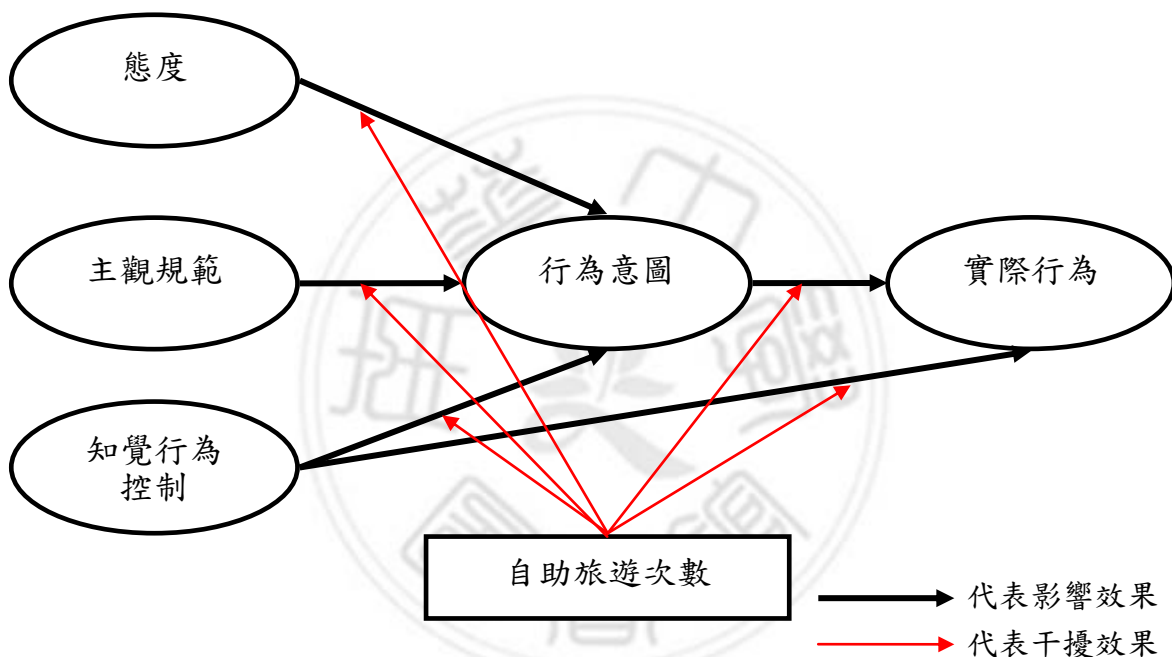 態度
主觀規範
行為意圖
實際行為
知覺行為
控制
自助旅遊次數
代表影響效果
代表干擾效果